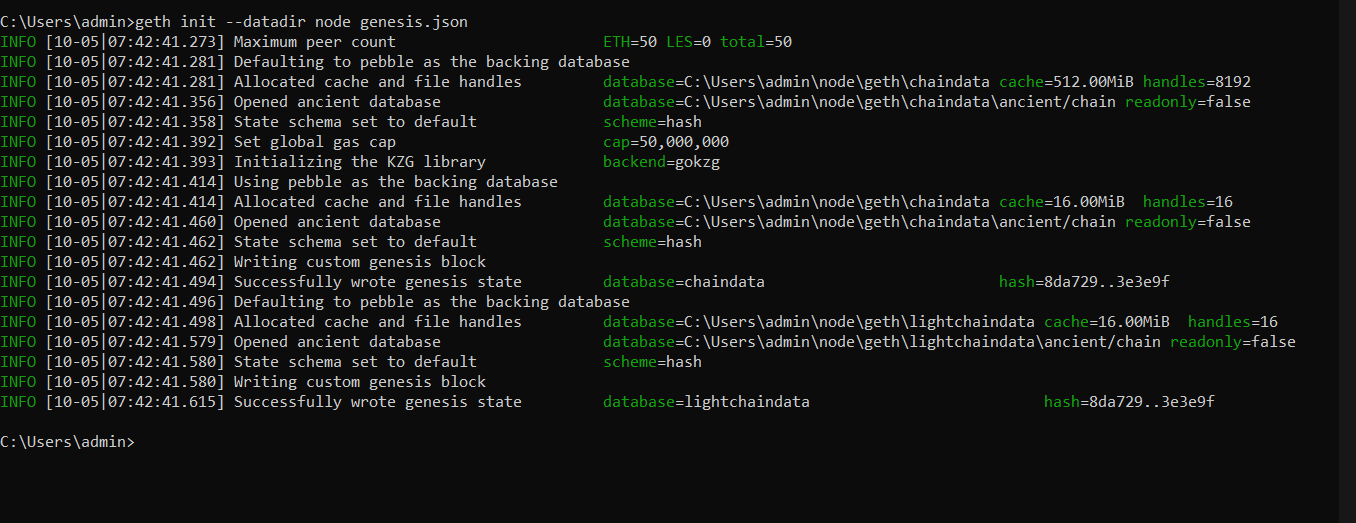 C:\Users\admin>geth init --datadir node genesis.json
INFO [10-05|07:42:41.273] Maximum peer count                       ETH=50 LES=0 total=50
INFO [10-05|07:42:41.281] Defaulting to pebble as the backing database
INFO [10-05|07:42:41.281] Allocated cache and file handles         database=C:\Users\admin\node\geth\chaindata cache=512.00MiB handles=8192
INFO [10-05|07:42:41.356] Opened ancient database                  database=C:\Users\admin\node\geth\chaindata\ancient/chain readonly=false
INFO [10-05|07:42:41.358] State schema set to default              scheme=hash
INFO [10-05|07:42:41.392] Set global gas cap                       cap=50,000,000
INFO [10-05|07:42:41.393] Initializing the KZG library             backend=gokzg
INFO [10-05|07:42:41.414] Using pebble as the backing database
INFO [10-05|07:42:41.414] Allocated cache and file handles         database=C:\Users\admin\node\geth\chaindata cache=16.00MiB  handles=16
INFO [10-05|07:42:41.460] Opened ancient database                  database=C:\Users\admin\node\geth\chaindata\ancient/chain readonly=false
INFO [10-05|07:42:41.462] State schema set to default              scheme=hash
INFO [10-05|07:42:41.462] Writing custom genesis block
INFO [10-05|07:42:41.494] Successfully wrote genesis state         database=chaindata                          hash=8da729..3e3e9f
INFO [10-05|07:42:41.496] Defaulting to pebble as the backing database
INFO [10-05|07:42:41.498] Allocated cache and file handles         database=C:\Users\admin\node\geth\lightchaindata cache=16.00MiB  handles=16
INFO [10-05|07:42:41.579] Opened ancient database                  database=C:\Users\admin\node\geth\lightchaindata\ancient/chain readonly=false
INFO [10-05|07:42:41.580] State schema set to default              scheme=hash
INFO [10-05|07:42:41.580] Writing custom genesis block
INFO [10-05|07:42:41.615] Successfully wrote genesis state         database=lightchaindata                          hash=8da729..3e3e9f
C:\Users\admin>